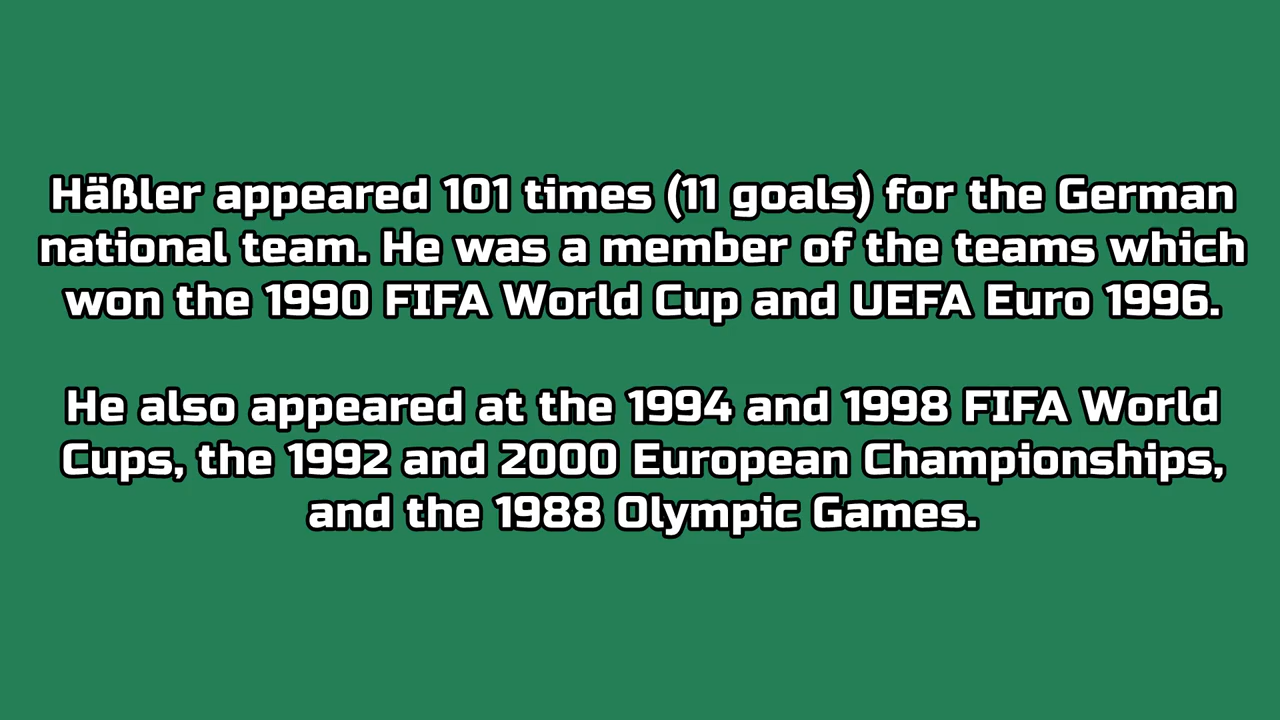 Häßler appeared 101 times (11 goals) for the German
national team. He was a member of the teams which
won the 1990 FIFA World Cup and UEFA Euro 1996.
He also appeared at the 1994 and 1998 FIFA World
Cups, the 1992 and 2000 European Championships,
and the 1988 Olympic Games.